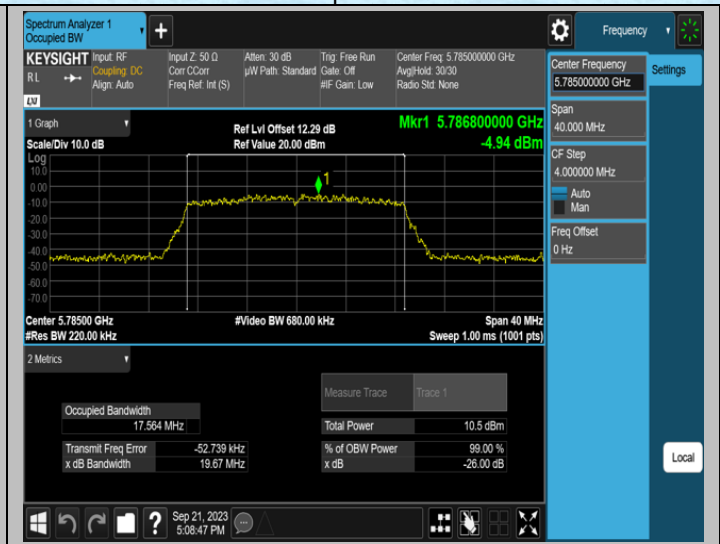 Spectrum Analyzer 1
Occupied BW
Frequency
KEYSIGHT
RL
LXI
Input: RF
Coupling: DC
Align: Auto
Input Z: 50 Ω
Corr CCorr
Freq Ref: Int (S)
Atten: 30 dB
µW Path: Standard
Trig: Free Run
Gate: Off
#IF Gain: Low
Center Freq: 5.785000000 GHz
Avg|Hold: 30/30
Radio Std: None
Center Frequency
5.785000000 GHz
Settings
Span
40.000 MHz
CF Step
4.000000 MHz
Auto
Man
Freq Offset
0 Hz
1 Graph
Scale/Div 10.0 dB
Ref Lvl Offset 12.29 dB
Ref Value 20.00 dBm
Mkr1 5.786800000 GHz
-4.94 dBm
Log
10.0
0.00
-10.0
-20.0
-30.0
-40.0
-50.0
-60.0
-70.0
1
Center 5.78500 GHz
#Res BW 220.00 kHz
#Video BW 680.00 kHz
Span 40 MHz
Sweep 1.00 ms (1001 pts)
2 Metrics
Measure Trace Trace 1
Occupied Bandwidth
17.564 MHz
Total Power 10.5 dBm
Transmit Freq Error -52.739 kHz
% of OBW Power 99.00 %
x dB Bandwidth 19.67 MHz
x dB -26.00 dB
Local
?
Sep 21, 2023
5:08:47 PM